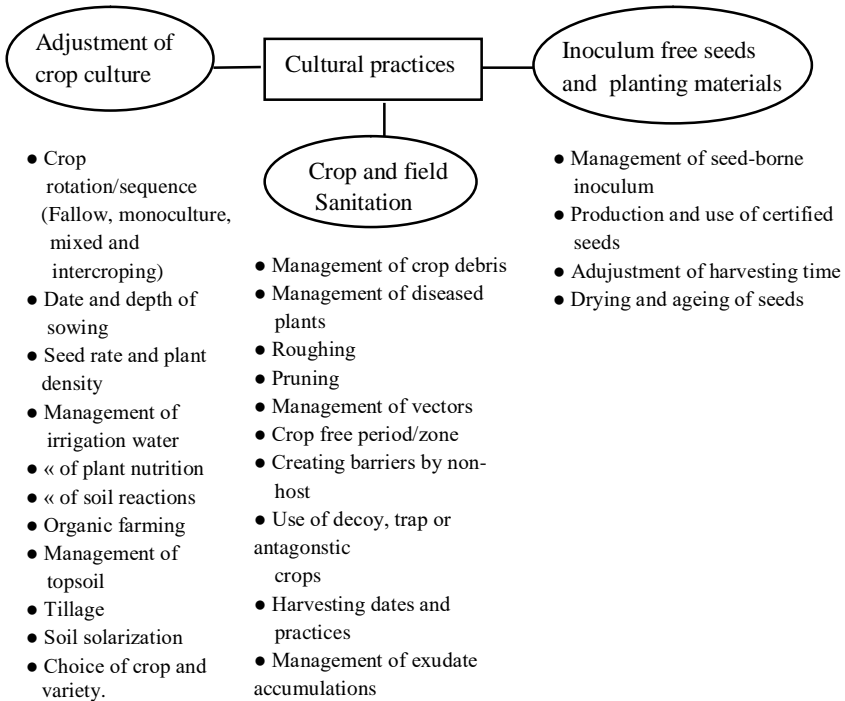 Adjustment of
crop culture
Cultural practices
Inoculum free seeds
and planting materials
Crop and field
Sanitation
● Crop
rotation/sequence
(Fallow, monoculture,
mixed and
intercroping)
● Date and depth of
sowing
● Seed rate and plant
density
● Management of
irrigation water
● « of plant nutrition
● « of soil reactions
● Organic farming
● Management of
topsoil
● Tillage
● Soil solarization
● Choice of crop and
variety.
● Management of crop debris
● Management of diseased
plants
● Roughing
● Pruning
● Management of vectors
● Crop free period/zone
● Creating barriers by non-
host
● Use of decoy, trap or
antagonstic
crops
● Harvesting dates and
practices
● Management of exudate
accumulations
● Management of seed-borne
inoculum
● Production and use of certified
seeds
● Adujustment of harvesting time
● Drying and ageing of seeds